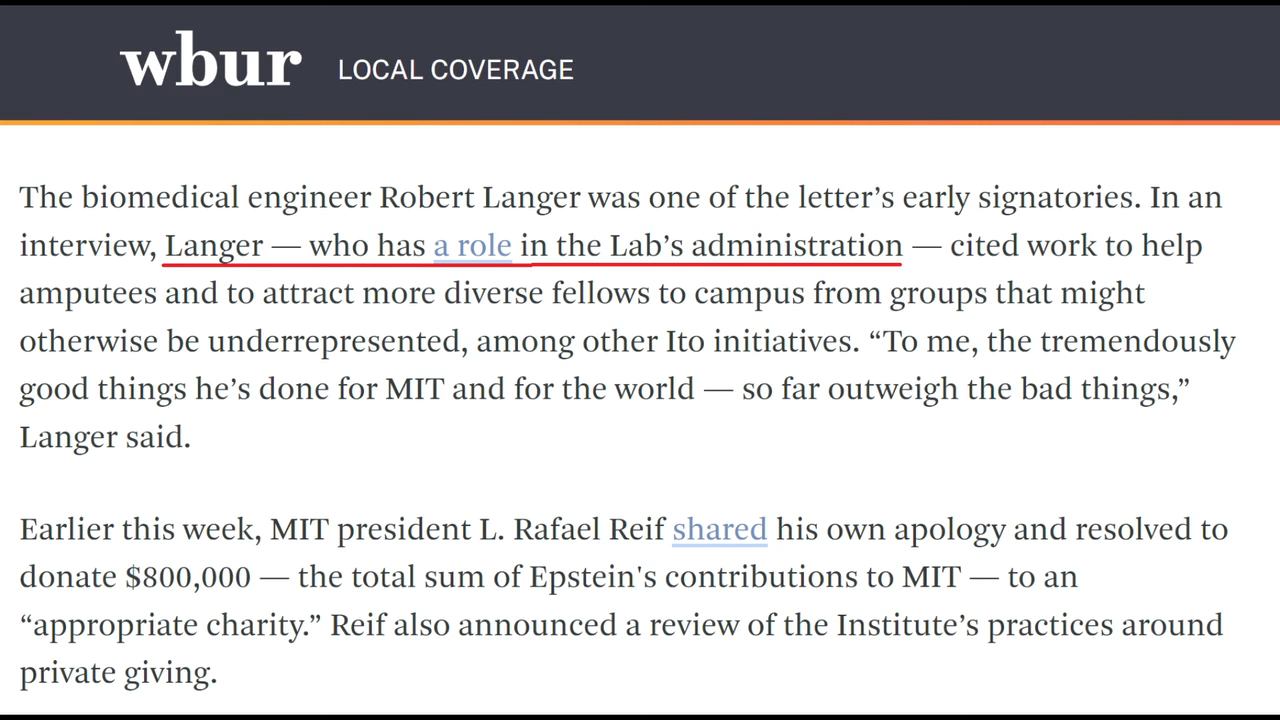 wbur LOCAL COVERAGE
The biomedical engineer Robert Langer was one of the letter’s early signatories. In an
interview, Langer — who has a role in the Lab’s administration — cited work to help
amputees and to attract more diverse fellows to campus from groups that might
otherwise be underrepresented, among other Ito initiatives. “To me, the tremendously
good things he’s done for MIT and for the world — so far outweigh the bad things,”
Langer said.
Earlier this week, MIT president L. Rafael Reif shared his own apology and resolved to
donate $800,000 — the total sum of Epstein's contributions to MIT — to an
“appropriate charity.” Reif also announced a review of the Institute’s practices around
private giving.